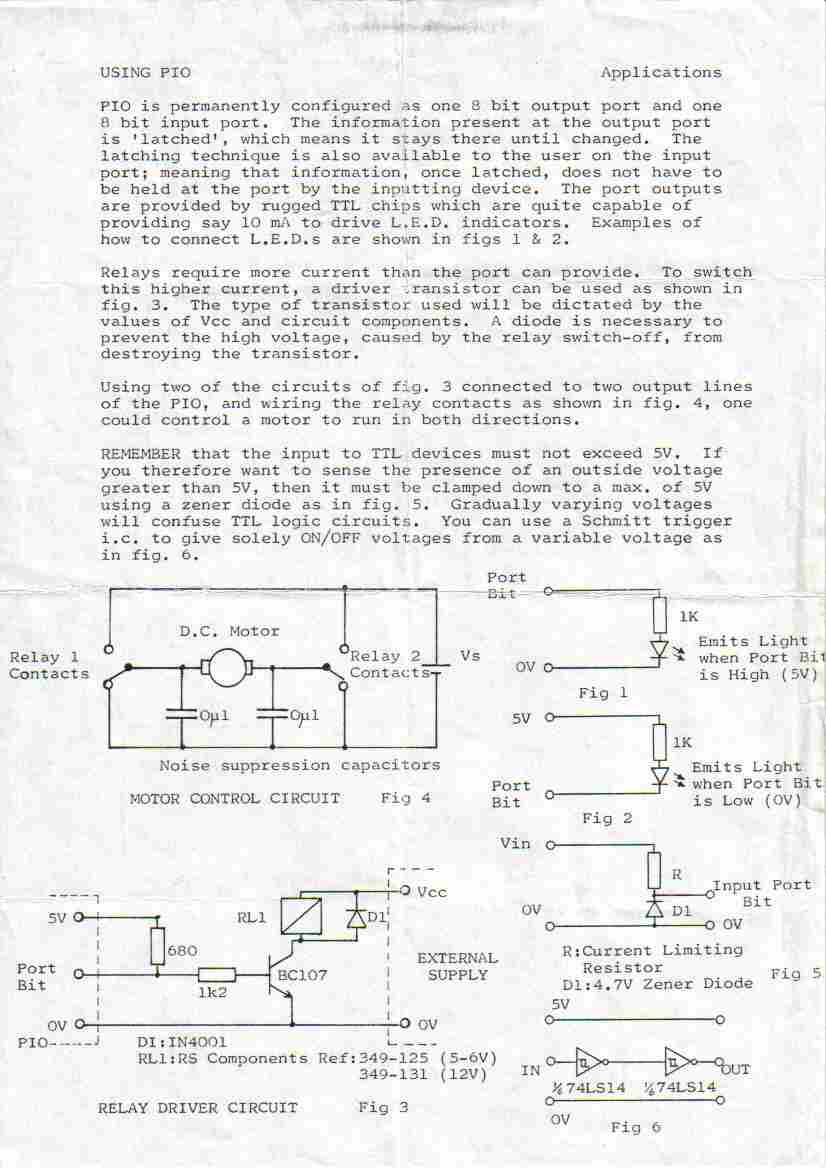 USING PIO Applications
PIO is permanently configured as one 8 bit output port and one
8 bit input port. The information present at the output port
is 'latched', which means it stays there until changed. The
latching technique is also available to the user on the input
port; meaning that information, once latched, does not have to
be held at the port by the inputting device. The port outputs
are provided by rugged TTL chips which are quite capable of
providing say 10 mA to drive L.E.D. indicators. Examples of
how to connect L.E.D.s are shown in figs 1 & 2.
Relays require more current than the port can provide. To switch
this higher current, a driver transistor can be used as shown in
fig. 3. The type of transistor used will be dictated by the
values of Vcc and circuit components. A diode is necessary to
prevent the high voltage, caused by the relay switch-off, from
destroying the transistor.
Using two of the circuits of fig. 3 connected to two output lines
of the PIO, and wiring the relay contacts as shown in fig. 4, one
could control a motor to run in both directions.
REMEMBER that the input to TTL devices must not exceed 5V. If
you therefore want to sense the presence of an outside voltage
greater than 5V, then it must be clamped down to a max. of 5V
using a zener diode as in fig. 5. Gradually varying voltages
will confuse TTL logic circuits. You can use a Schmitt trigger
i.c. to give solely ON/OFF voltages from a variable voltage as
in fig. 6.
D.C. Motor
Relay 1
Contacts
Relay 2
Contacts
Vs
0µ1
0µ1
Noise suppression capacitors
MOTOR CONTROL CIRCUIT Fig 4
Port
Bit
1K
Emits Light
when Port Bit
is High (5V)
0V
Fig 1
5V
1K
Emits Light
when Port Bit
is Low (0V)
Port
Bit
Fig 2
Vin
R
Input Port
Bit
0V
D1
0V
R:Current Limiting
Resistor
D1:4.7V Zener Diode
Fig 5
Vcc
5V
RL1
D1
680
Port
Bit
1k2
BC107
EXTERNAL
SUPPLY
0V
0V
PIO
DI:IN4001
RL1:RS Components Ref:349-125 (5-6V)
349-131 (12V)
RELAY DRIVER CIRCUIT Fig 3
5V
IN
OUT
⅙74LS14 ⅙74LS14
0V
Fig 6